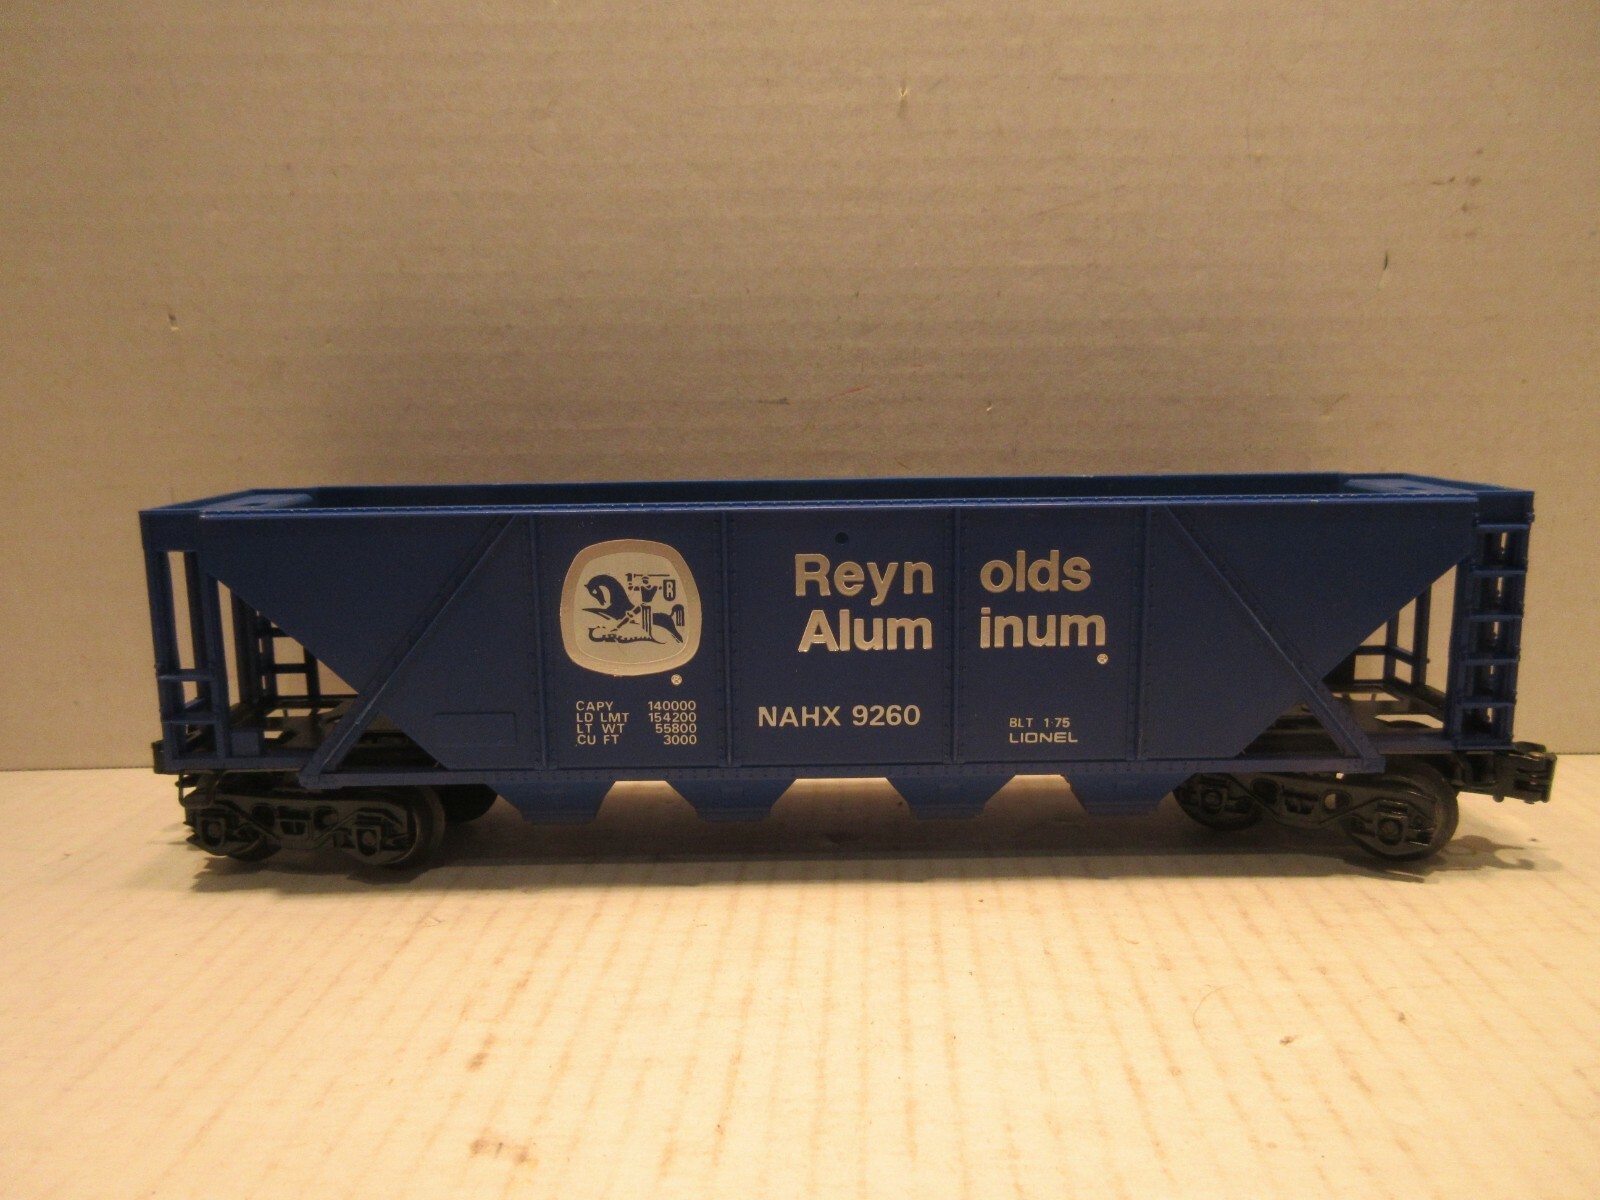 R
Reyn olds
Alum inum®
®
CAPY 140000
LD LMT 154200
LT WT 55800
CU FT 3000
NAHX 9260
BLT 1-75
LIONEL